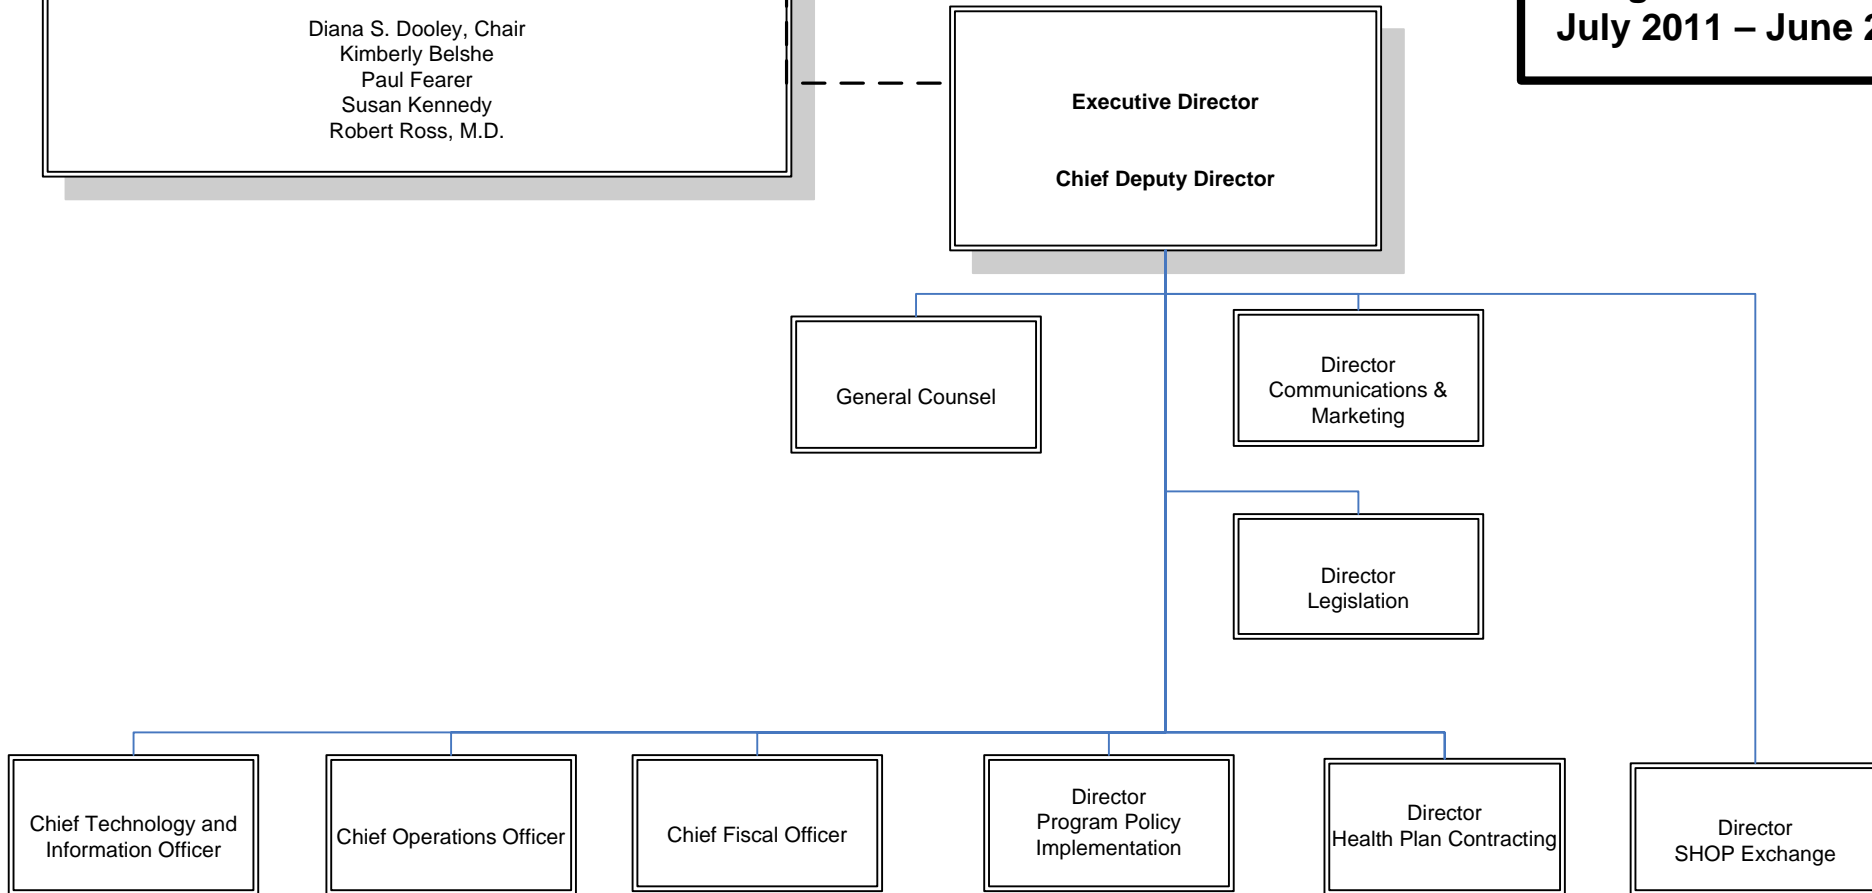 Diana S. Dooley, Chair
Kimberly Belshe
Paul Fearer
Susan Kennedy
Robert Ross, M.D.
Executive Director
Chief Deputy Director
July 2011 – June 2
General Counsel
Director
Communications &
Marketing
Director
Legislation
Chief Technology and
Information Officer
Chief Operations Officer
Chief Fiscal Officer
Director
Program Policy
Implementation
Director
Health Plan Contracting
Director
SHOP Exchange